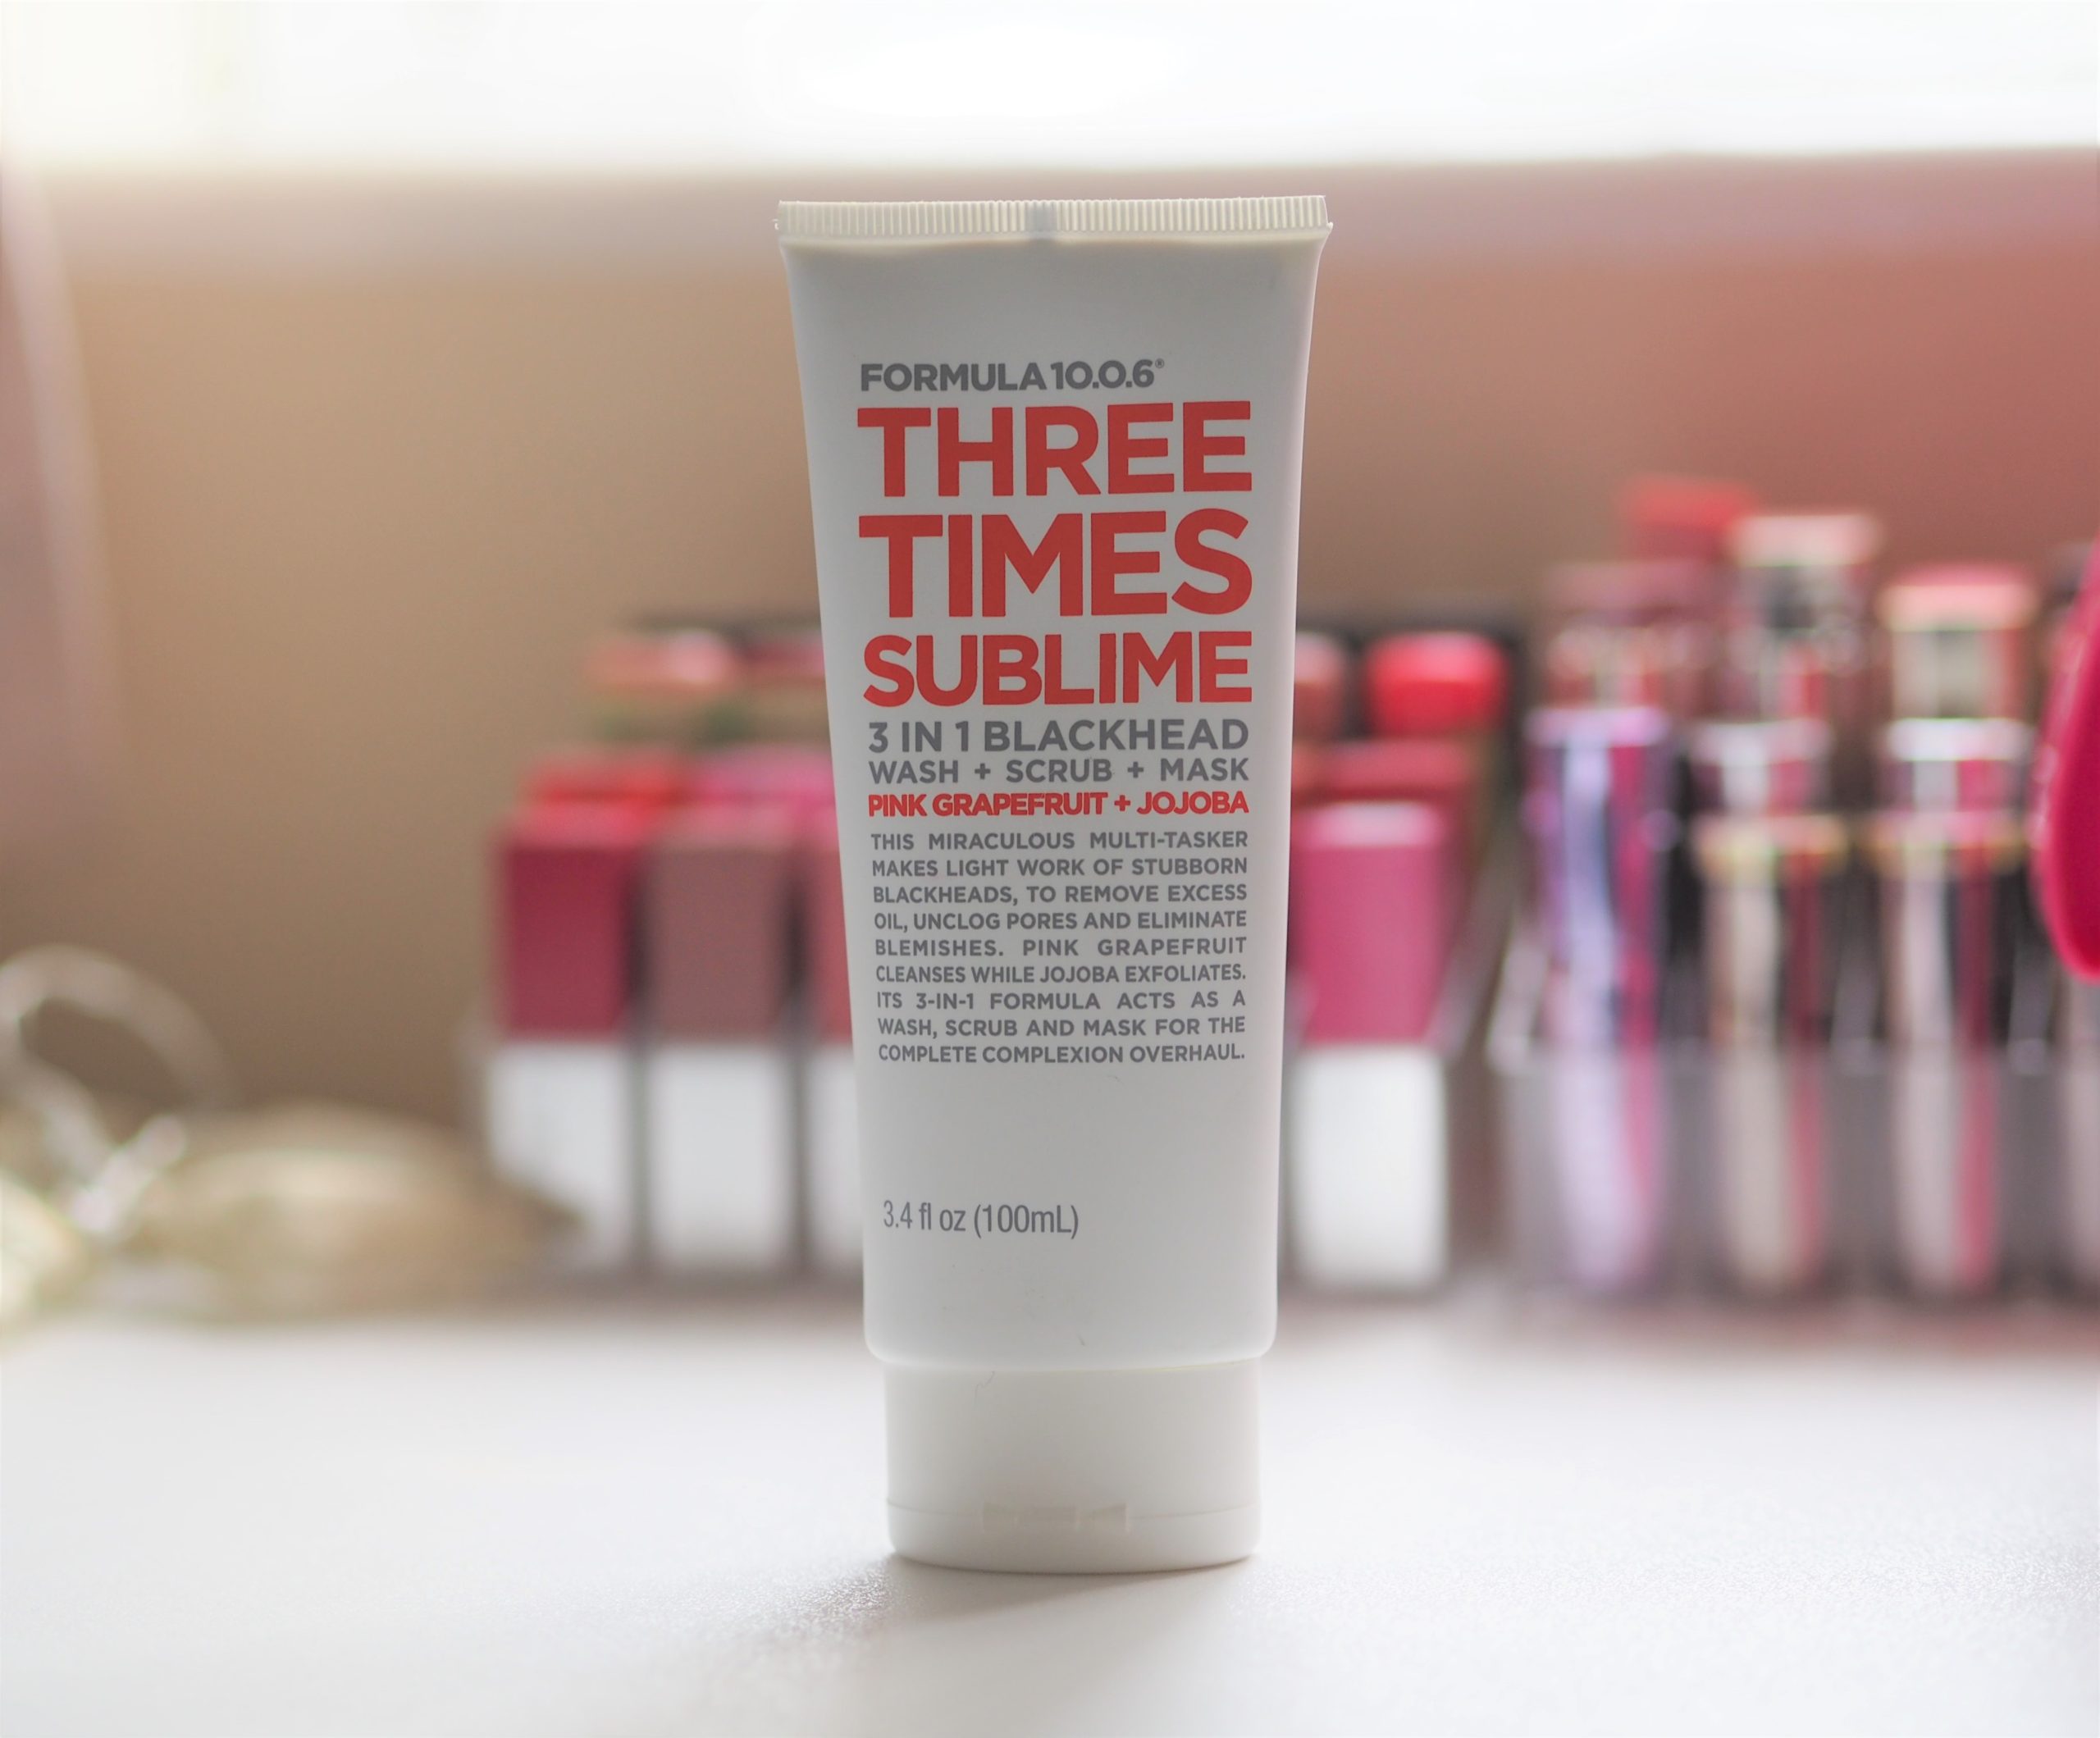 FORMULA 10.0.6®
THREE
TIMES
SUBLIME
3 IN 1 BLACKHEAD
WASH + SCRUB + MASK
PINK GRAPEFRUIT + JOJOBA
THIS MIRACULOUS MULTI-TASKER
MAKES LIGHT WORK OF STUBBORN
BLACKHEADS, TO REMOVE EXCESS
OIL, UNCLOG PORES AND ELIMINATE
BLEMISHES. PINK GRAPEFRUIT
CLEANSES WHILE JOJOBA EXFOLIATES.
ITS 3-IN-1 FORMULA ACTS AS A
WASH, SCRUB AND MASK FOR THE
COMPLETE COMPLEXION OVERHAUL.
3.4 fl oz (100mL)